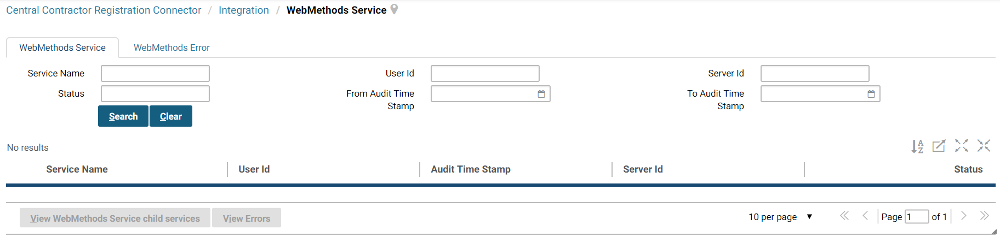 Central Contractor Registration Connector / Integration / WebMethods Service
WebMethods Service WebMethods Error
Service Name User Id Server Id
Status From Audit Time Stamp To Audit Time Stamp
Search Clear
No results
Service Name User Id Audit Time Stamp Server Id Status
View WebMethods Service child services View Errors 10 per page Page 1 of 1